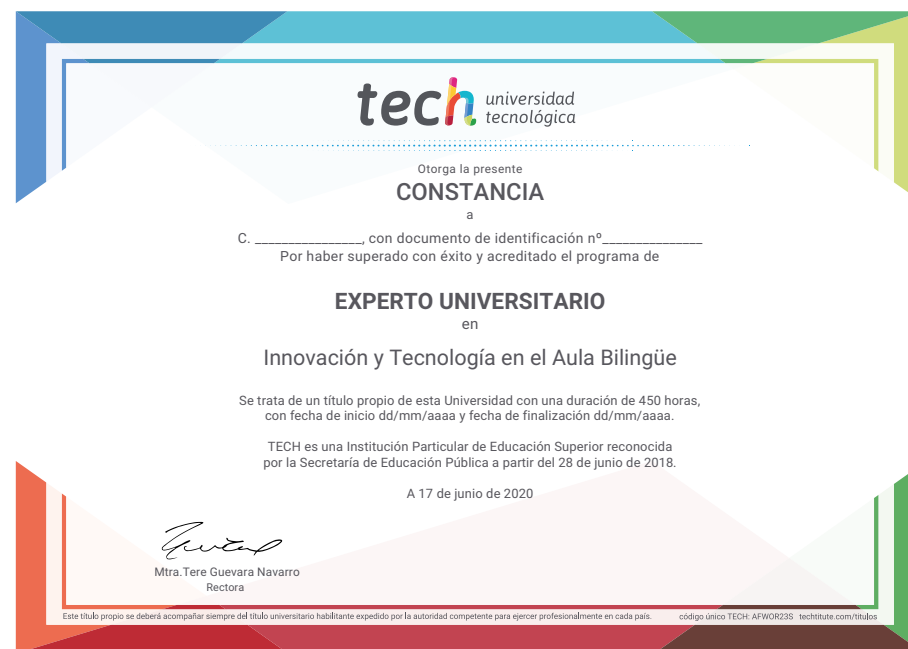 tech universidad
tecnológica
Otorga la presente
CONSTANCIA
a
C. ________________, con documento de identificación nº_______________
Por haber superado con éxito y acreditado el programa de
EXPERTO UNIVERSITARIO
en
Innovación y Tecnología en el Aula Bilingüe
Se trata de un título propio de esta Universidad con una duración de 450 horas,
con fecha de inicio dd/mm/aaaa y fecha de finalización dd/mm/aaaa.
TECH es una Institución Particular de Educación Superior reconocida
por la Secretaría de Educación Pública a partir del 28 de junio de 2018.
A 17 de junio de 2020
Mtra.Tere Guevara Navarro
Rectora
Este título propio se deberá acompañar siempre del título universitario habilitante expedido por la autoridad competente para ejercer profesionalmente en cada país. código único TECH: AFWOR23S techtitute.com/titulos